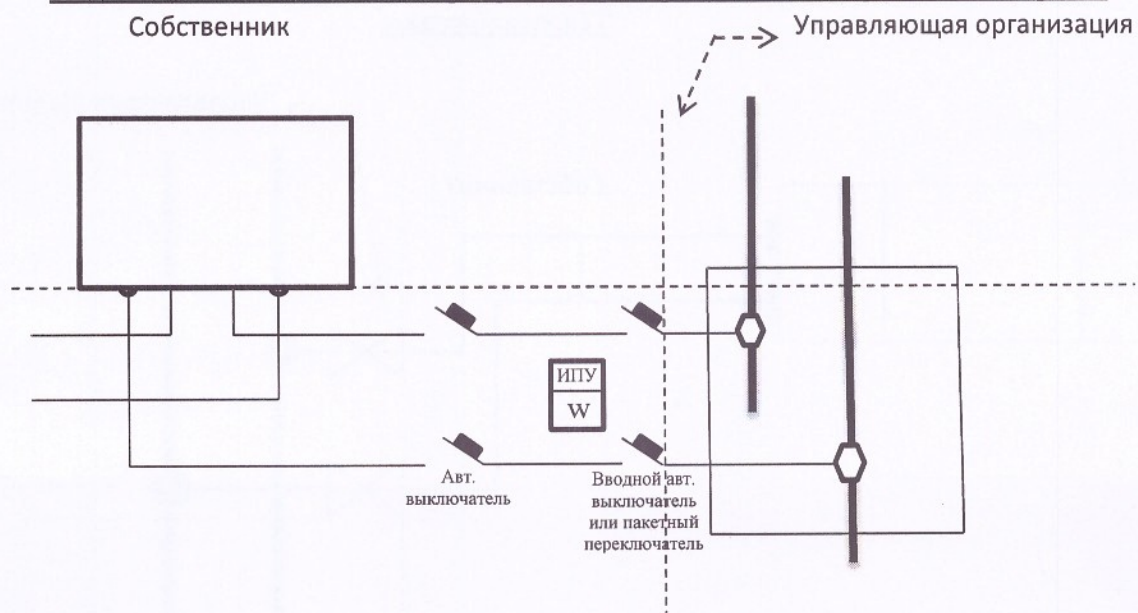 Собственник
Управляющая организация
ИПУ
W
Авт.
выключатель
Вводной авт.
выключатель
или пакетный
переключатель